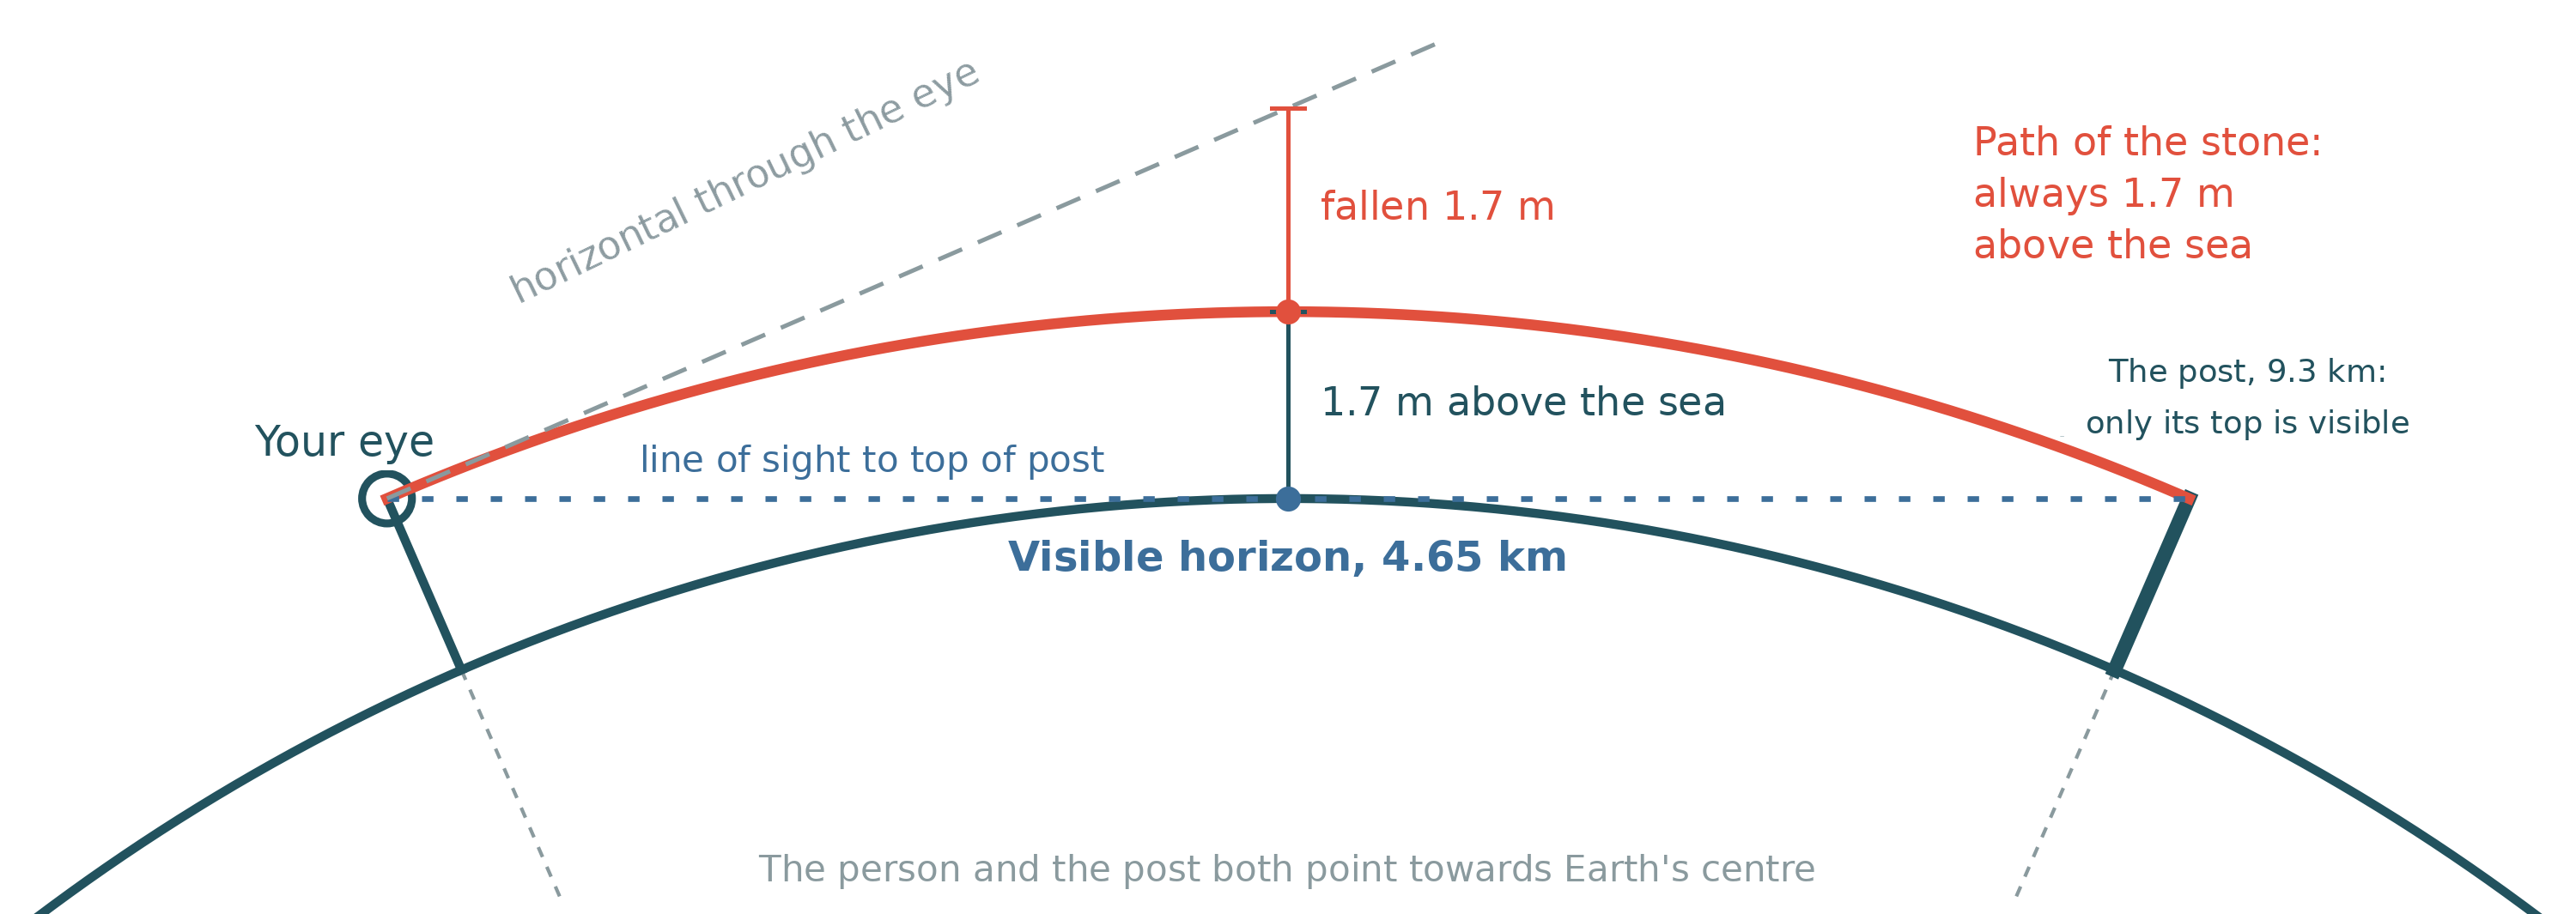 horizontal through the eye
Path of the stone:
always 1.7 m
above the sea
fallen 1.7 m
The post, 9.3 km:
only its top is visible
1.7 m above the sea
Your eye
line of sight to top of post
Visible horizon, 4.65 km
The person and the post both point towards Earth's centre